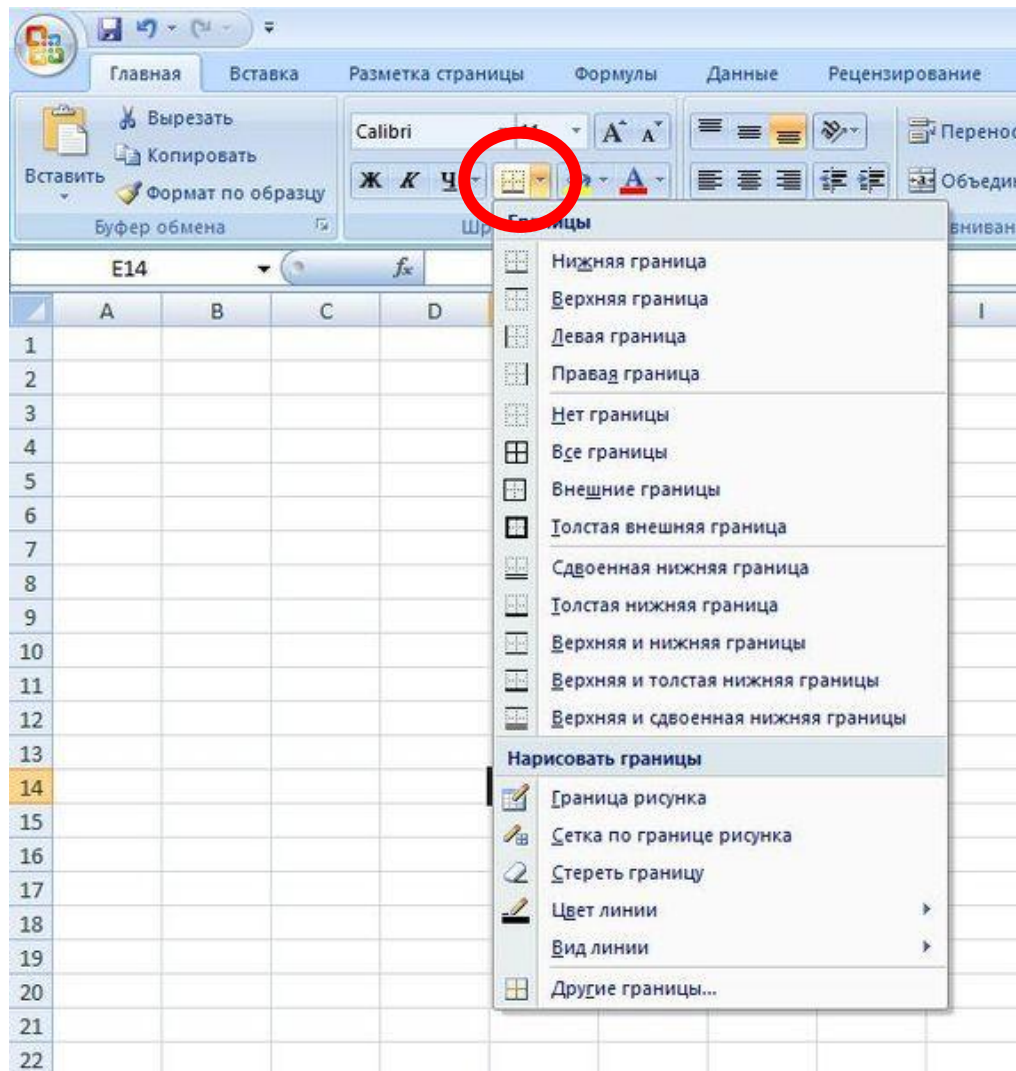 Главная Вставка Разметка страницы Формулы Данные Рецензирование
Вырезать
Копировать
Вставить
Формат по образцу
Буфер обмена
Calibri
Ж К Ч
A A
A
Перенос
Объедин
E14
fx
A B C D I
1
2
3
4
5
6
7
8
9
10
11
12
13
14
15
16
17
18
19
20
21
22
Границы
Нижняя граница
Верхняя граница
Левая граница
Правая граница
Нет границы
Все границы
Внешние границы
Толстая внешняя граница
Сдвоенная нижняя граница
Толстая нижняя граница
Верхняя и нижняя границы
Верхняя и толстая нижняя границы
Верхняя и сдвоенная нижняя границы
Нарисовать границы
Граница рисунка
Сетка по границе рисунка
Стереть границу
Цвет линии
Вид линии
Другие границы...